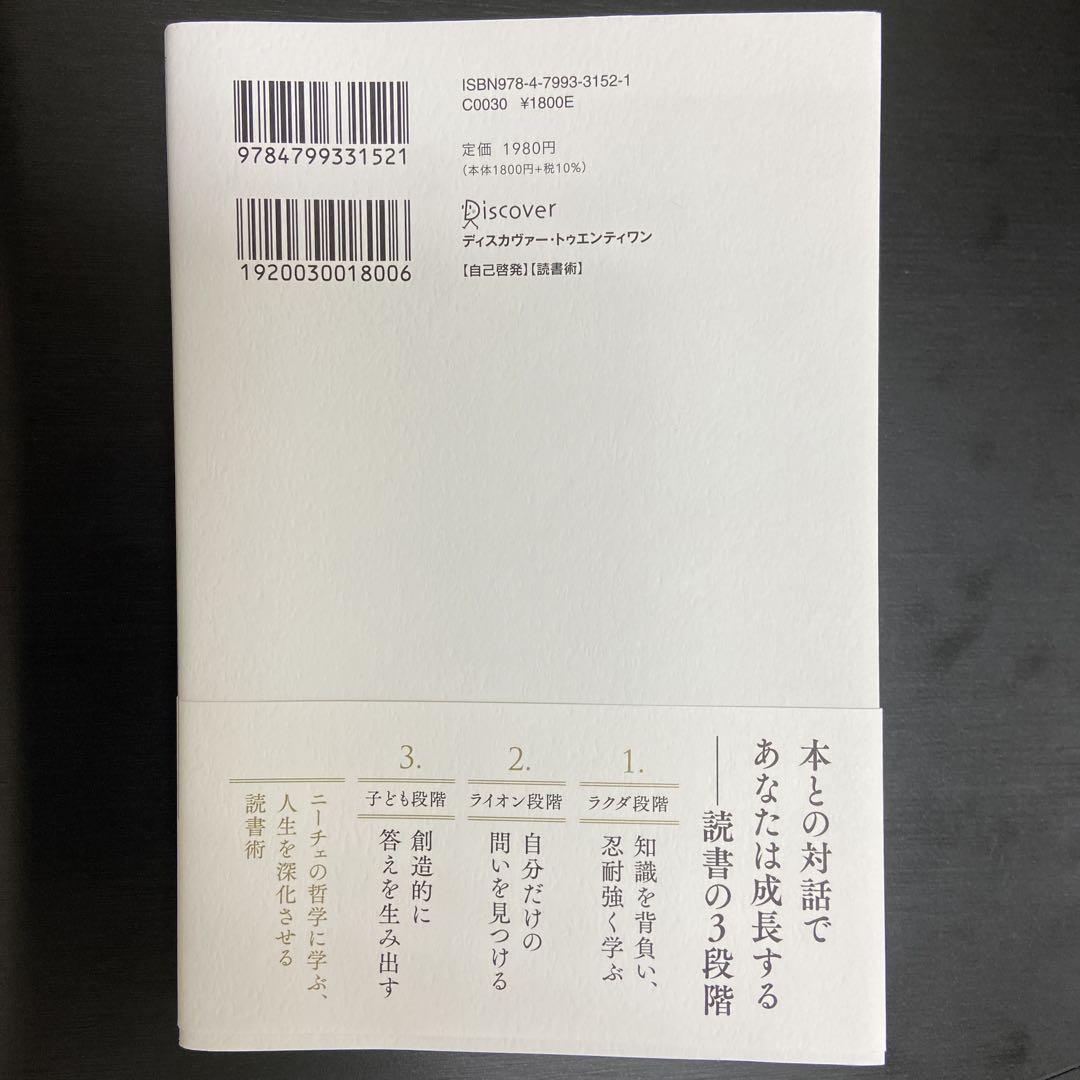 ISBN978-4-7993-3152-1
C0030 ¥1800E
9784799331521
定価 1980円
(本体1800円+税10%)
Discover
ディスカヴァー・トゥエンティワン
1920030018006
【自己啓発】【読書術】
本との対話で
あなたは成長する
──読書の3段階
1.
ラクダ段階
知識を背負い、
忍耐強く学ぶ
2.
ライオン段階
自分だけの
問いを見つける
3.
子ども段階
創造的に
答えを生み出す
ニーチェの哲学に学ぶ、
人生を深化させる
読書術